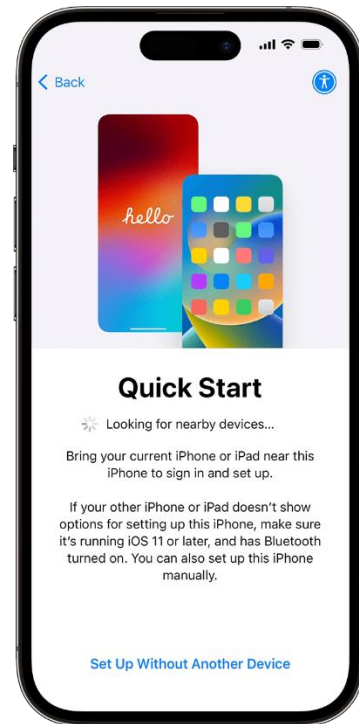 Back
hello
Quick Start
Looking for nearby devices...
Bring your current iPhone or iPad near this
iPhone to sign in and set up.
If your other iPhone or iPad doesn't show
options for setting up this iPhone, make sure
it's running iOS 11 or later, and has Bluetooth
turned on. You can also set up this iPhone
manually.
Set Up Without Another Device